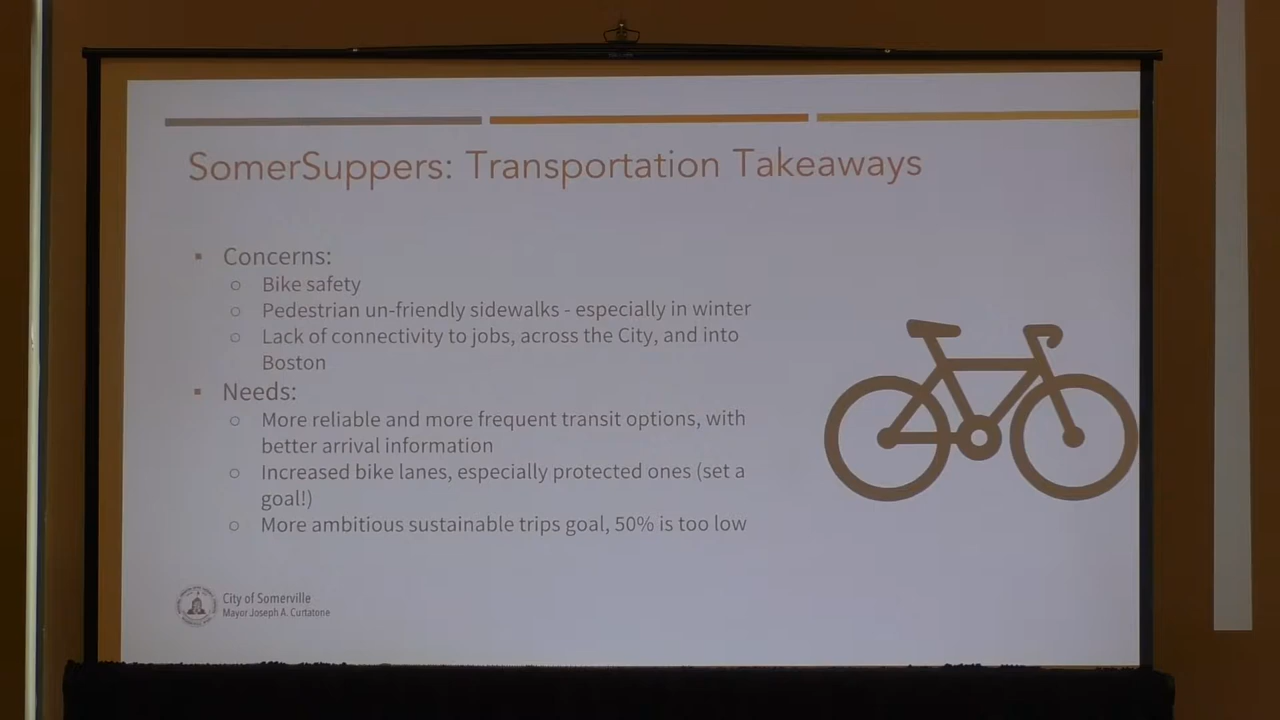 SomerSuppers: Transportation Takeaways
▪ Concerns:
○ Bike safety
○ Pedestrian un-friendly sidewalks - especially in winter
○ Lack of connectivity to jobs, across the City, and into
Boston
▪ Needs:
○ More reliable and more frequent transit options, with
better arrival information
○ Increased bike lanes, especially protected ones (set a
goal!)
○ More ambitious sustainable trips goal, 50% is too low
City of Somerville
Mayor Joseph A. Curtatone